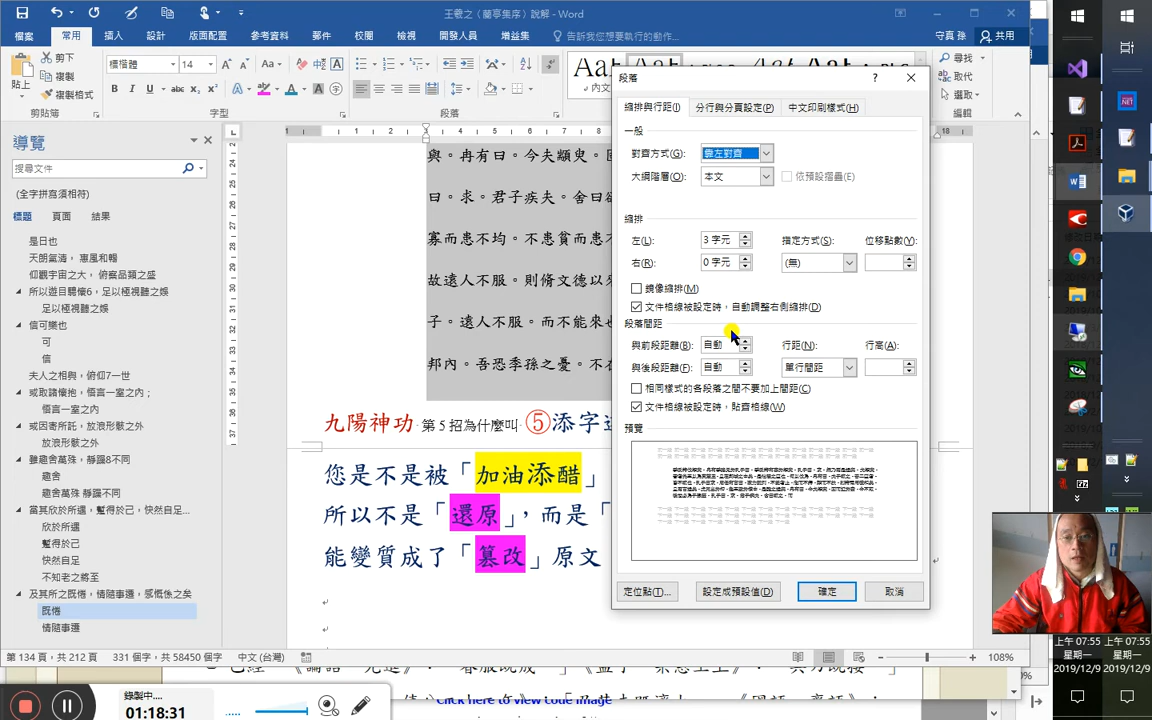 王羲之《蘭亭集序》說解 - Word
檔案 常用 插入 設計 版面配置 參考資料 郵件 校閱 檢視 開發人員 增益集 告訴我您想要執行的動作... 守真 孫 共用
貼上
剪下
複製
複製格式
剪貼簿
標楷體 14
尋找
取代
選取
編輯
導覽
搜尋文件
(全字拼寫須相符)
標題 頁面 結果
是日也
天朗氣清，惠風和暢
仰觀宇宙之大，俯察品類之盛
所以遊目騁懷6，足以極視聽之娛
足以極視聽之娛
信可樂也
可
信
夫人之相與，俯仰7一世
或取諸懷抱，悟言一室之內；
悟言一室之內
或因寄所託，放浪形骸之外
放浪形骸之外
雖趣舍萬殊，靜躁8不同
趣舍
趣舍萬殊 靜躁不同
當其欣於所遇，蹔得於己，快然自足...
欣於所遇
蹔得於己
快然自足
不知老之將至
及其所之既倦，情隨事遷，感慨係之矣
既倦
情隨事遷
與。冉有曰。今夫顓臾。
曰。求。君子疾夫。舍曰
寡而患不均。不患貧而患不
故遠人不服。則脩文德以
子。遠人不服。而不能來也
邦內。吾恐季孫之憂。不在
九陽神功 第 5 招為什麼叫 ⑤添字
您是不是被「加油添醋」
所以不是「還原」，而是「
能變質成了「篡改」原文
段落
縮排與行距(I) 分行與分頁設定(P) 中文印刷樣式(H)
一般
對齊方式(G): 靠左對齊
大綱階層(O): 本文 依預設摺疊(E)
縮排
左(L): 3 字元 指定方式(S): 位移點數(Y):
右(R): 0 字元 (無)
鏡像縮排(M)
文件格線被設定時，自動調整右側縮排(D)
段落間距
與前段距離(B): 自動 行距(N): 行高(A):
與後段距離(F): 自動 單行間距
相同樣式的各段落之間不要加上間距(C)
文件格線被設定時，貼齊格線(W)
預覽
定位點(T)... 設定成預設值(D) 確定 取消
第 134 頁，共 212 頁 331 個字，共 58450 個字 中文 (台灣) 108%
Click here to view code image
錄製中...
01:18:31
上午 07:55
星期一
2019/12/9
上午 07:55
星期一
2019/12/9